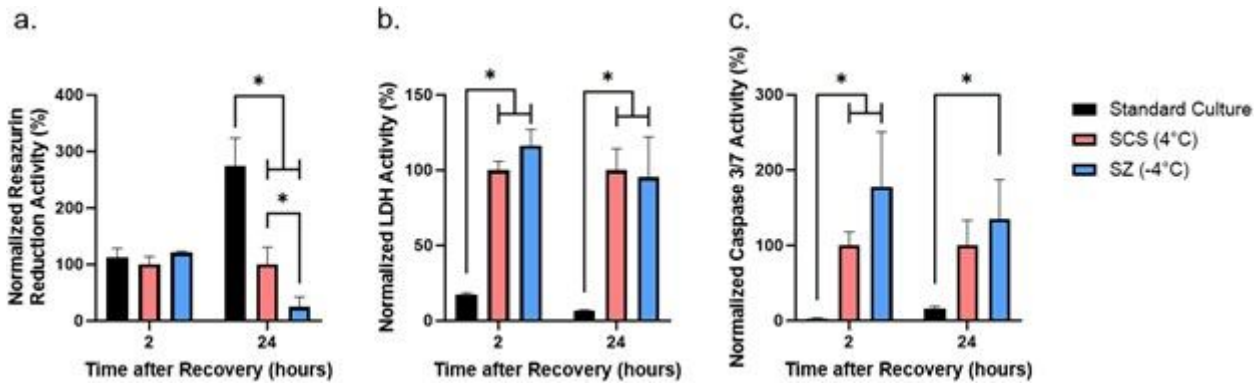 a.
Normalized Resazurin
Reduction Activity (%)
400
300
200
100
0
*
*
2
24
Time after Recovery (hours)
b.
Normalized LDH Activity (%)
150
100
50
0
*
*
2
24
Time after Recovery (hours)
c.
Normalized Caspase 3/7 Activity (%)
300
200
100
0
*
*
2
24
Time after Recovery (hours)
Standard Culture
SCS (4°C)
SZ (-4°C)